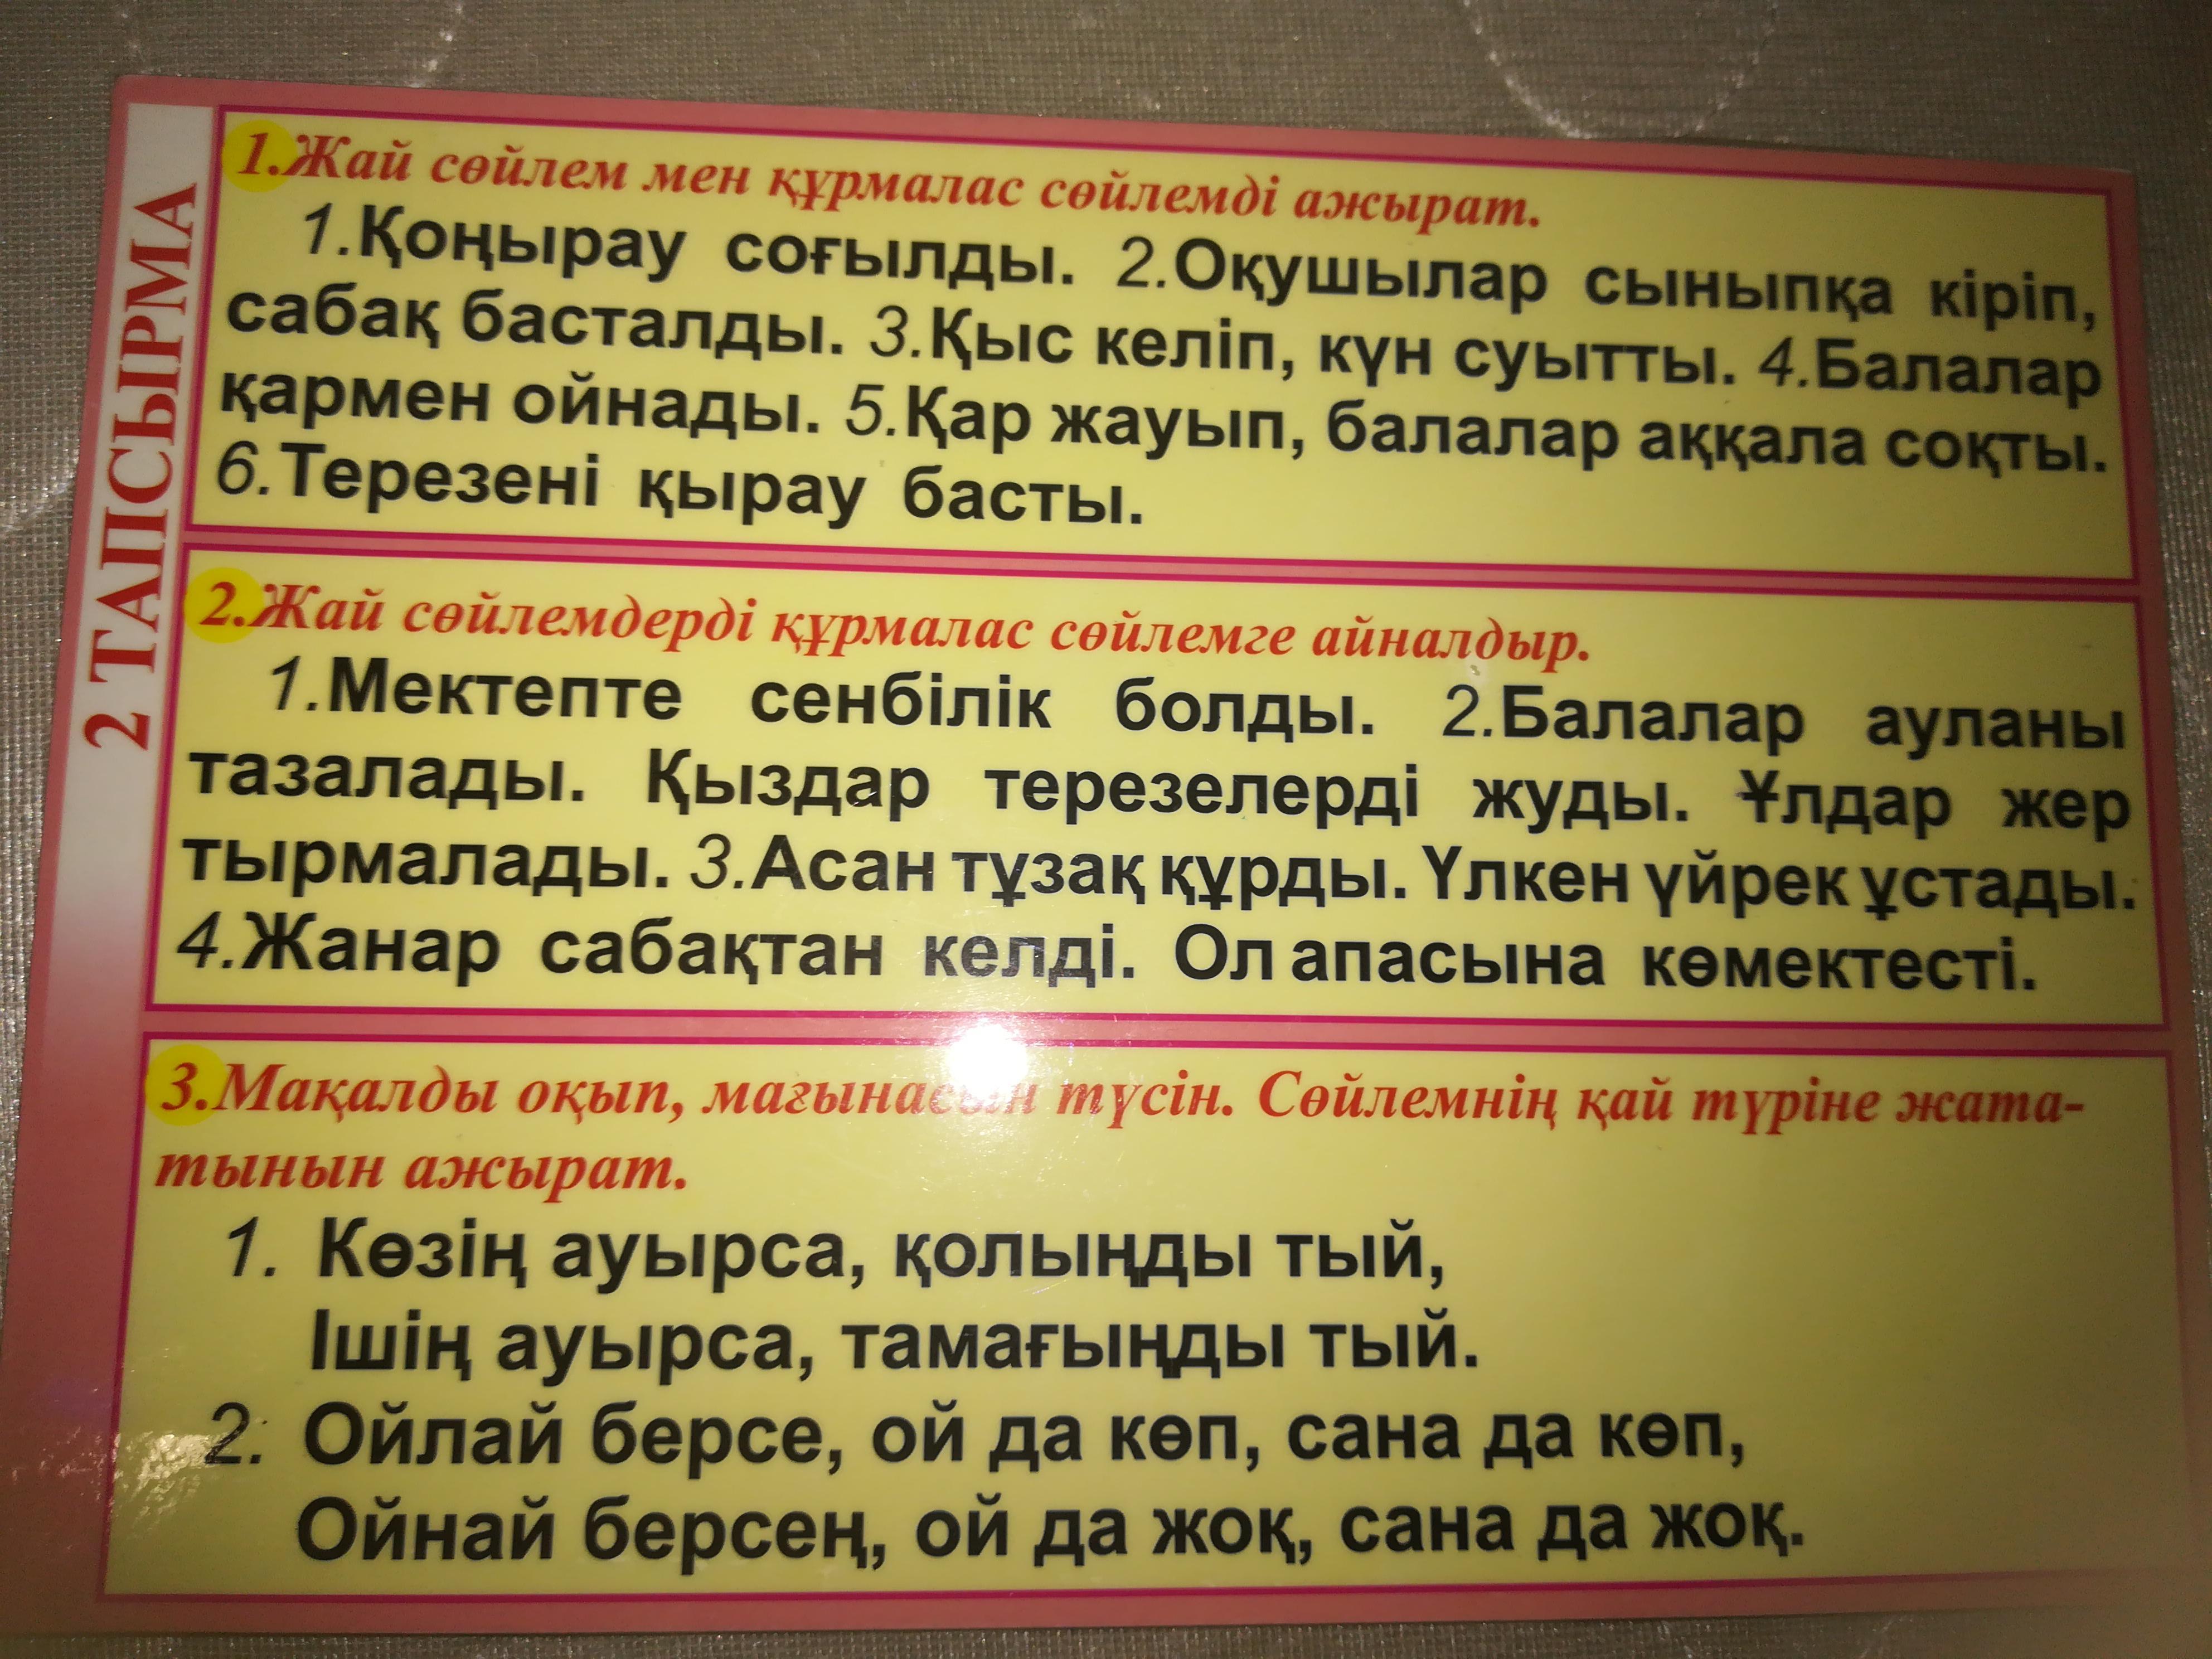 2 ТАПСЫРМА
1.Жай сөйлем мен құрмалас сөйлемді ажырат.
1.Қоңырау соғылды. 2.Оқушылар сыныпқа кіріп,
сабақ басталды. 3.Қыс келіп, күн суытты. 4.Балалар
қармен ойнады. 5.Қар жауып, балалар аққала соқты.
6.Терезені қырау басты.
2.Жай сөйлемдерді құрмалас сөйлемге айналдыр.
1.Мектепте сенбілік болды. 2.Балалар ауланы
тазалады. Қыздар терезелерді жуды. Ұлдар жер
тырмалады. 3.Асан тұзақ құрды. Үлкен үйрек ұстады.
4.Жанар сабақтан келді. Ол апасына көмектесті.
3.Мақалды оқып, мағынасын түсін. Сөйлемнің қай түріне жата-
тынын ажырат.
1. Көзің ауырса, қолыңды тый,
Ішің ауырса, тамағыңды тый.
2. Ойлай берсе, ой да көп, сана да көп,
Ойнай берсең, ой да жоқ, сана да жоқ.